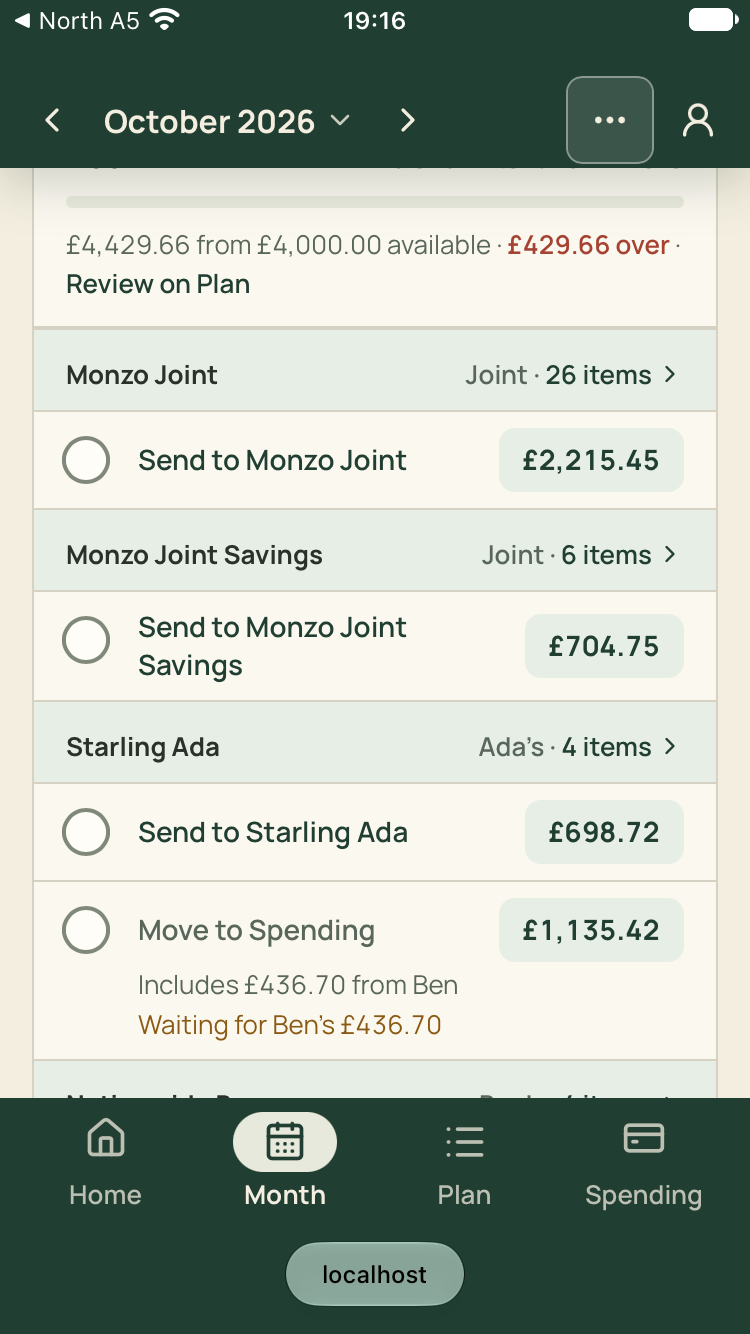 North A5
19:16
October 2026
£4,429.66 from £4,000.00 available · £429.66 over ·
Review on Plan
Monzo Joint
Joint · 26 items
Send to Monzo Joint
£2,215.45
Monzo Joint Savings
Joint · 6 items
Send to Monzo Joint
Savings
£704.75
Starling Ada
Ada’s · 4 items
Send to Starling Ada
£698.72
Move to Spending
£1,135.42
Includes £436.70 from Ben
Waiting for Ben’s £436.70
Home
Month
Plan
Spending
localhost